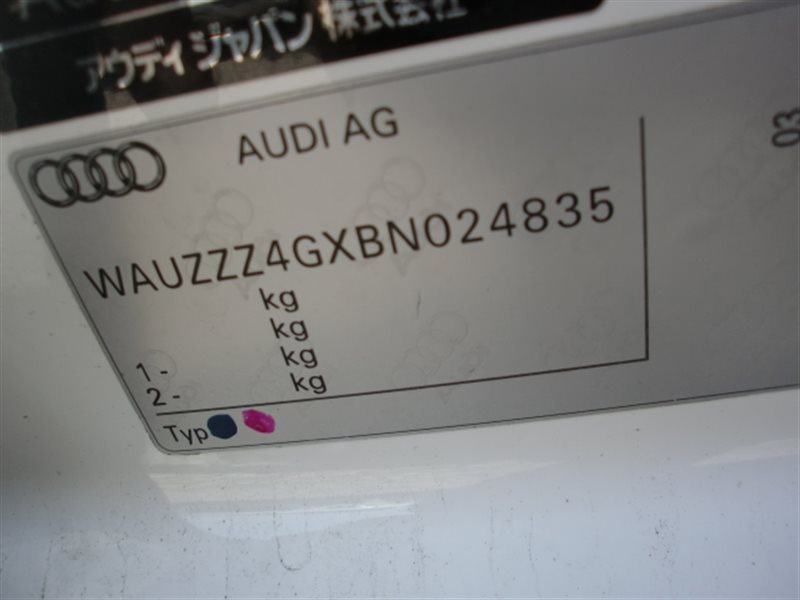 アウディ ジャパン 株式会社
AUDI AG
WAUZZZ4GXBN024835
kg
kg
1- kg
2- kg
Typ
03